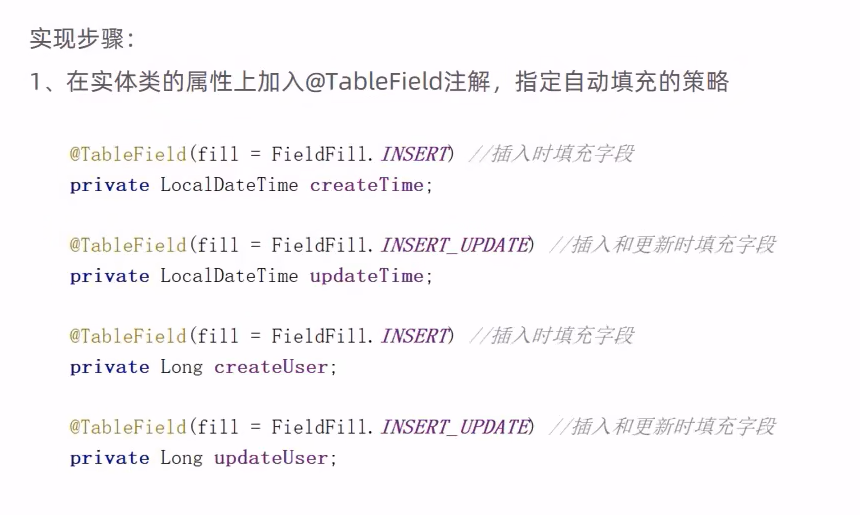 实现步骤：
1、在实体类的属性上加入@TableField注解，指定自动填充的策略
@TableField(fill = FieldFill.INSERT) //插入时填充字段
private LocalDateTime createTime;
@TableField(fill = FieldFill.INSERT_UPDATE) //插入和更新时填充字段
private LocalDateTime updateTime;
@TableField(fill = FieldFill.INSERT) //插入时填充字段
private Long createUser;
@TableField(fill = FieldFill.INSERT_UPDATE) //插入和更新时填充字段
private Long updateUser;